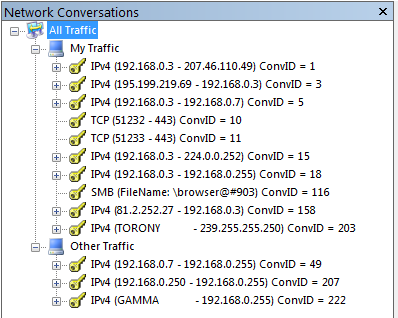 Network Conversations
All Traffic
My Traffic
IPv4 (192.168.0.3 - 207.46.110.49) ConvID = 1
IPv4 (195.199.219.69 - 192.168.0.3) ConvID = 3
IPv4 (192.168.0.3 - 192.168.0.7) ConvID = 5
TCP (51232 - 443) ConvID = 10
TCP (51233 - 443) ConvID = 11
IPv4 (192.168.0.3 - 224.0.0.252) ConvID = 15
IPv4 (192.168.0.3 - 192.168.0.255) ConvID = 18
SMB (FileName: \browser@#903) ConvID = 116
IPv4 (81.2.252.27 - 192.168.0.3) ConvID = 158
IPv4 (TORONY - 239.255.255.250) ConvID = 203
Other Traffic
IPv4 (192.168.0.7 - 192.168.0.255) ConvID = 49
IPv4 (192.168.0.250 - 192.168.0.255) ConvID = 207
IPv4 (GAMMA - 192.168.0.255) ConvID = 222